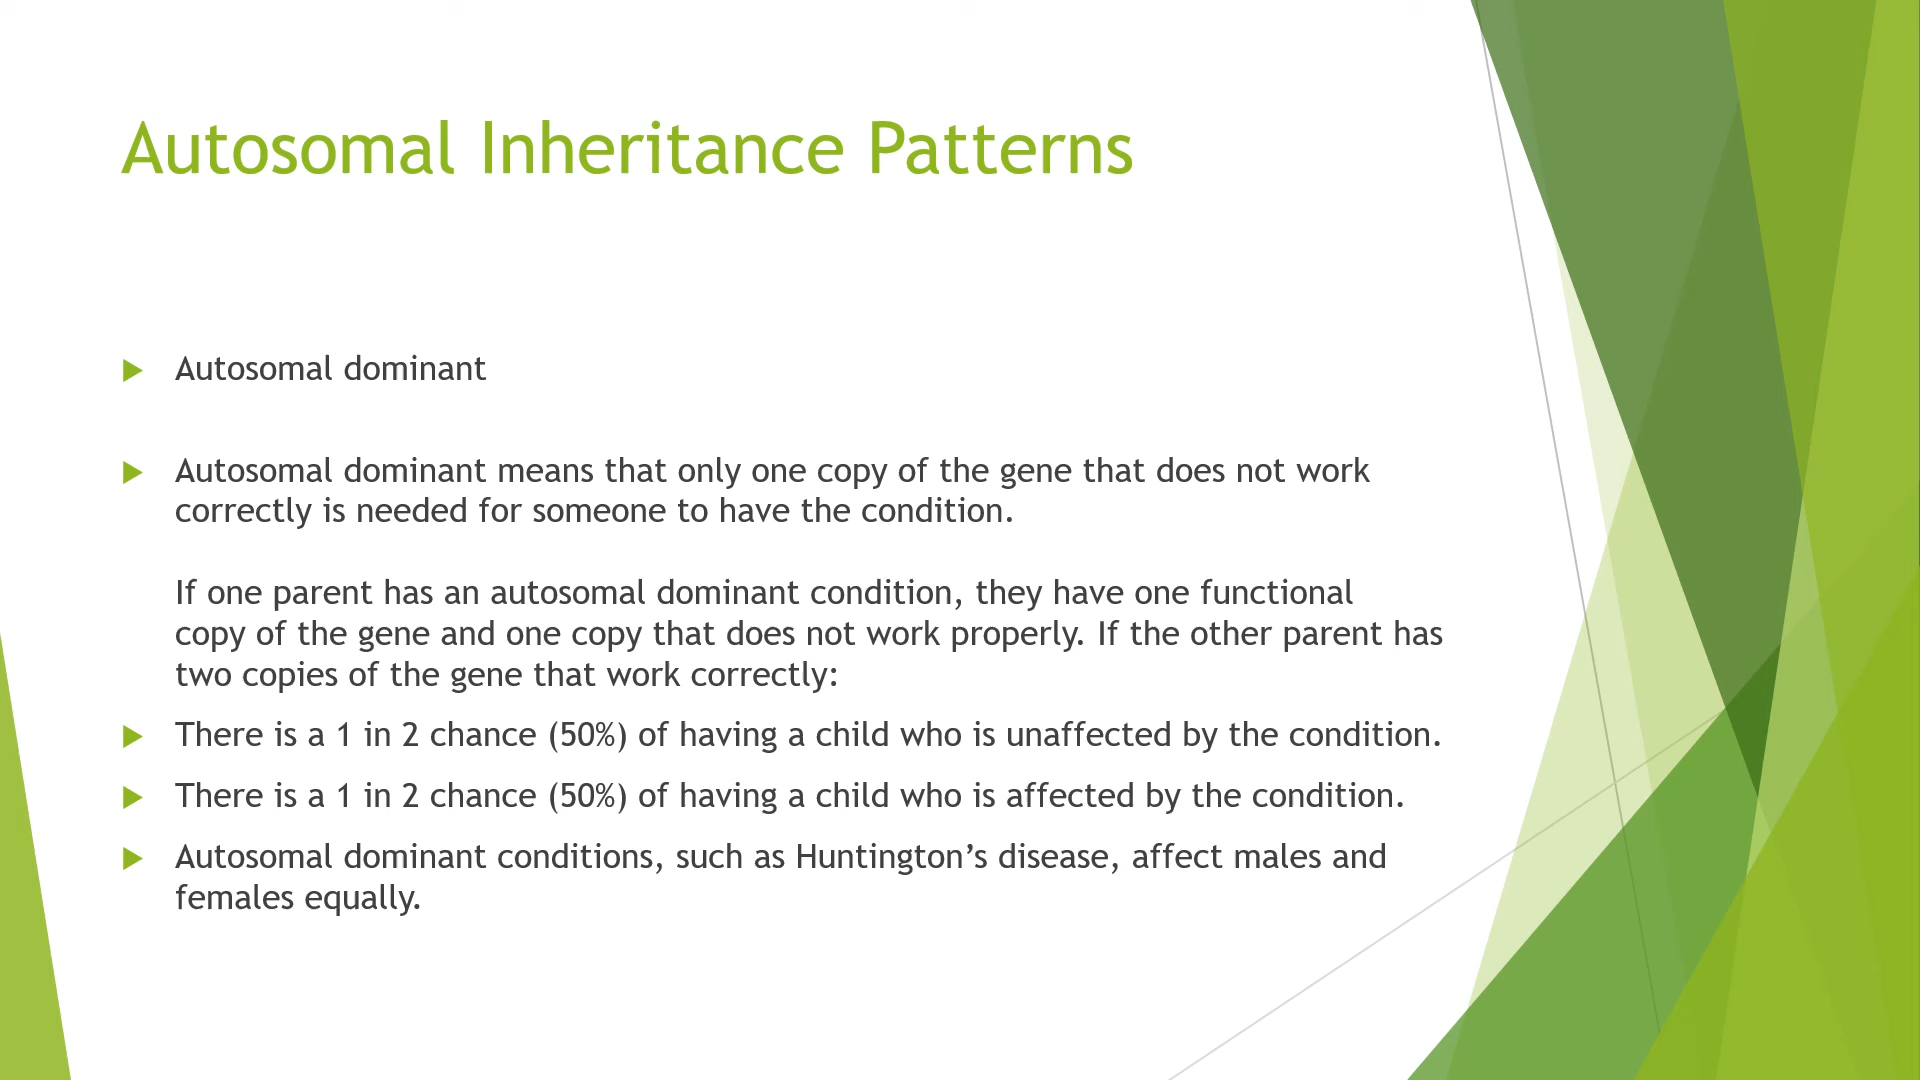 Autosomal Inheritance Patterns
Autosomal dominant
Autosomal dominant means that only one copy of the gene that does not work
correctly is needed for someone to have the condition.
If one parent has an autosomal dominant condition, they have one functional
copy of the gene and one copy that does not work properly. If the other parent has
two copies of the gene that work correctly:
There is a 1 in 2 chance (50%) of having a child who is unaffected by the condition.
There is a 1 in 2 chance (50%) of having a child who is affected by the condition.
Autosomal dominant conditions, such as Huntington’s disease, affect males and
females equally.